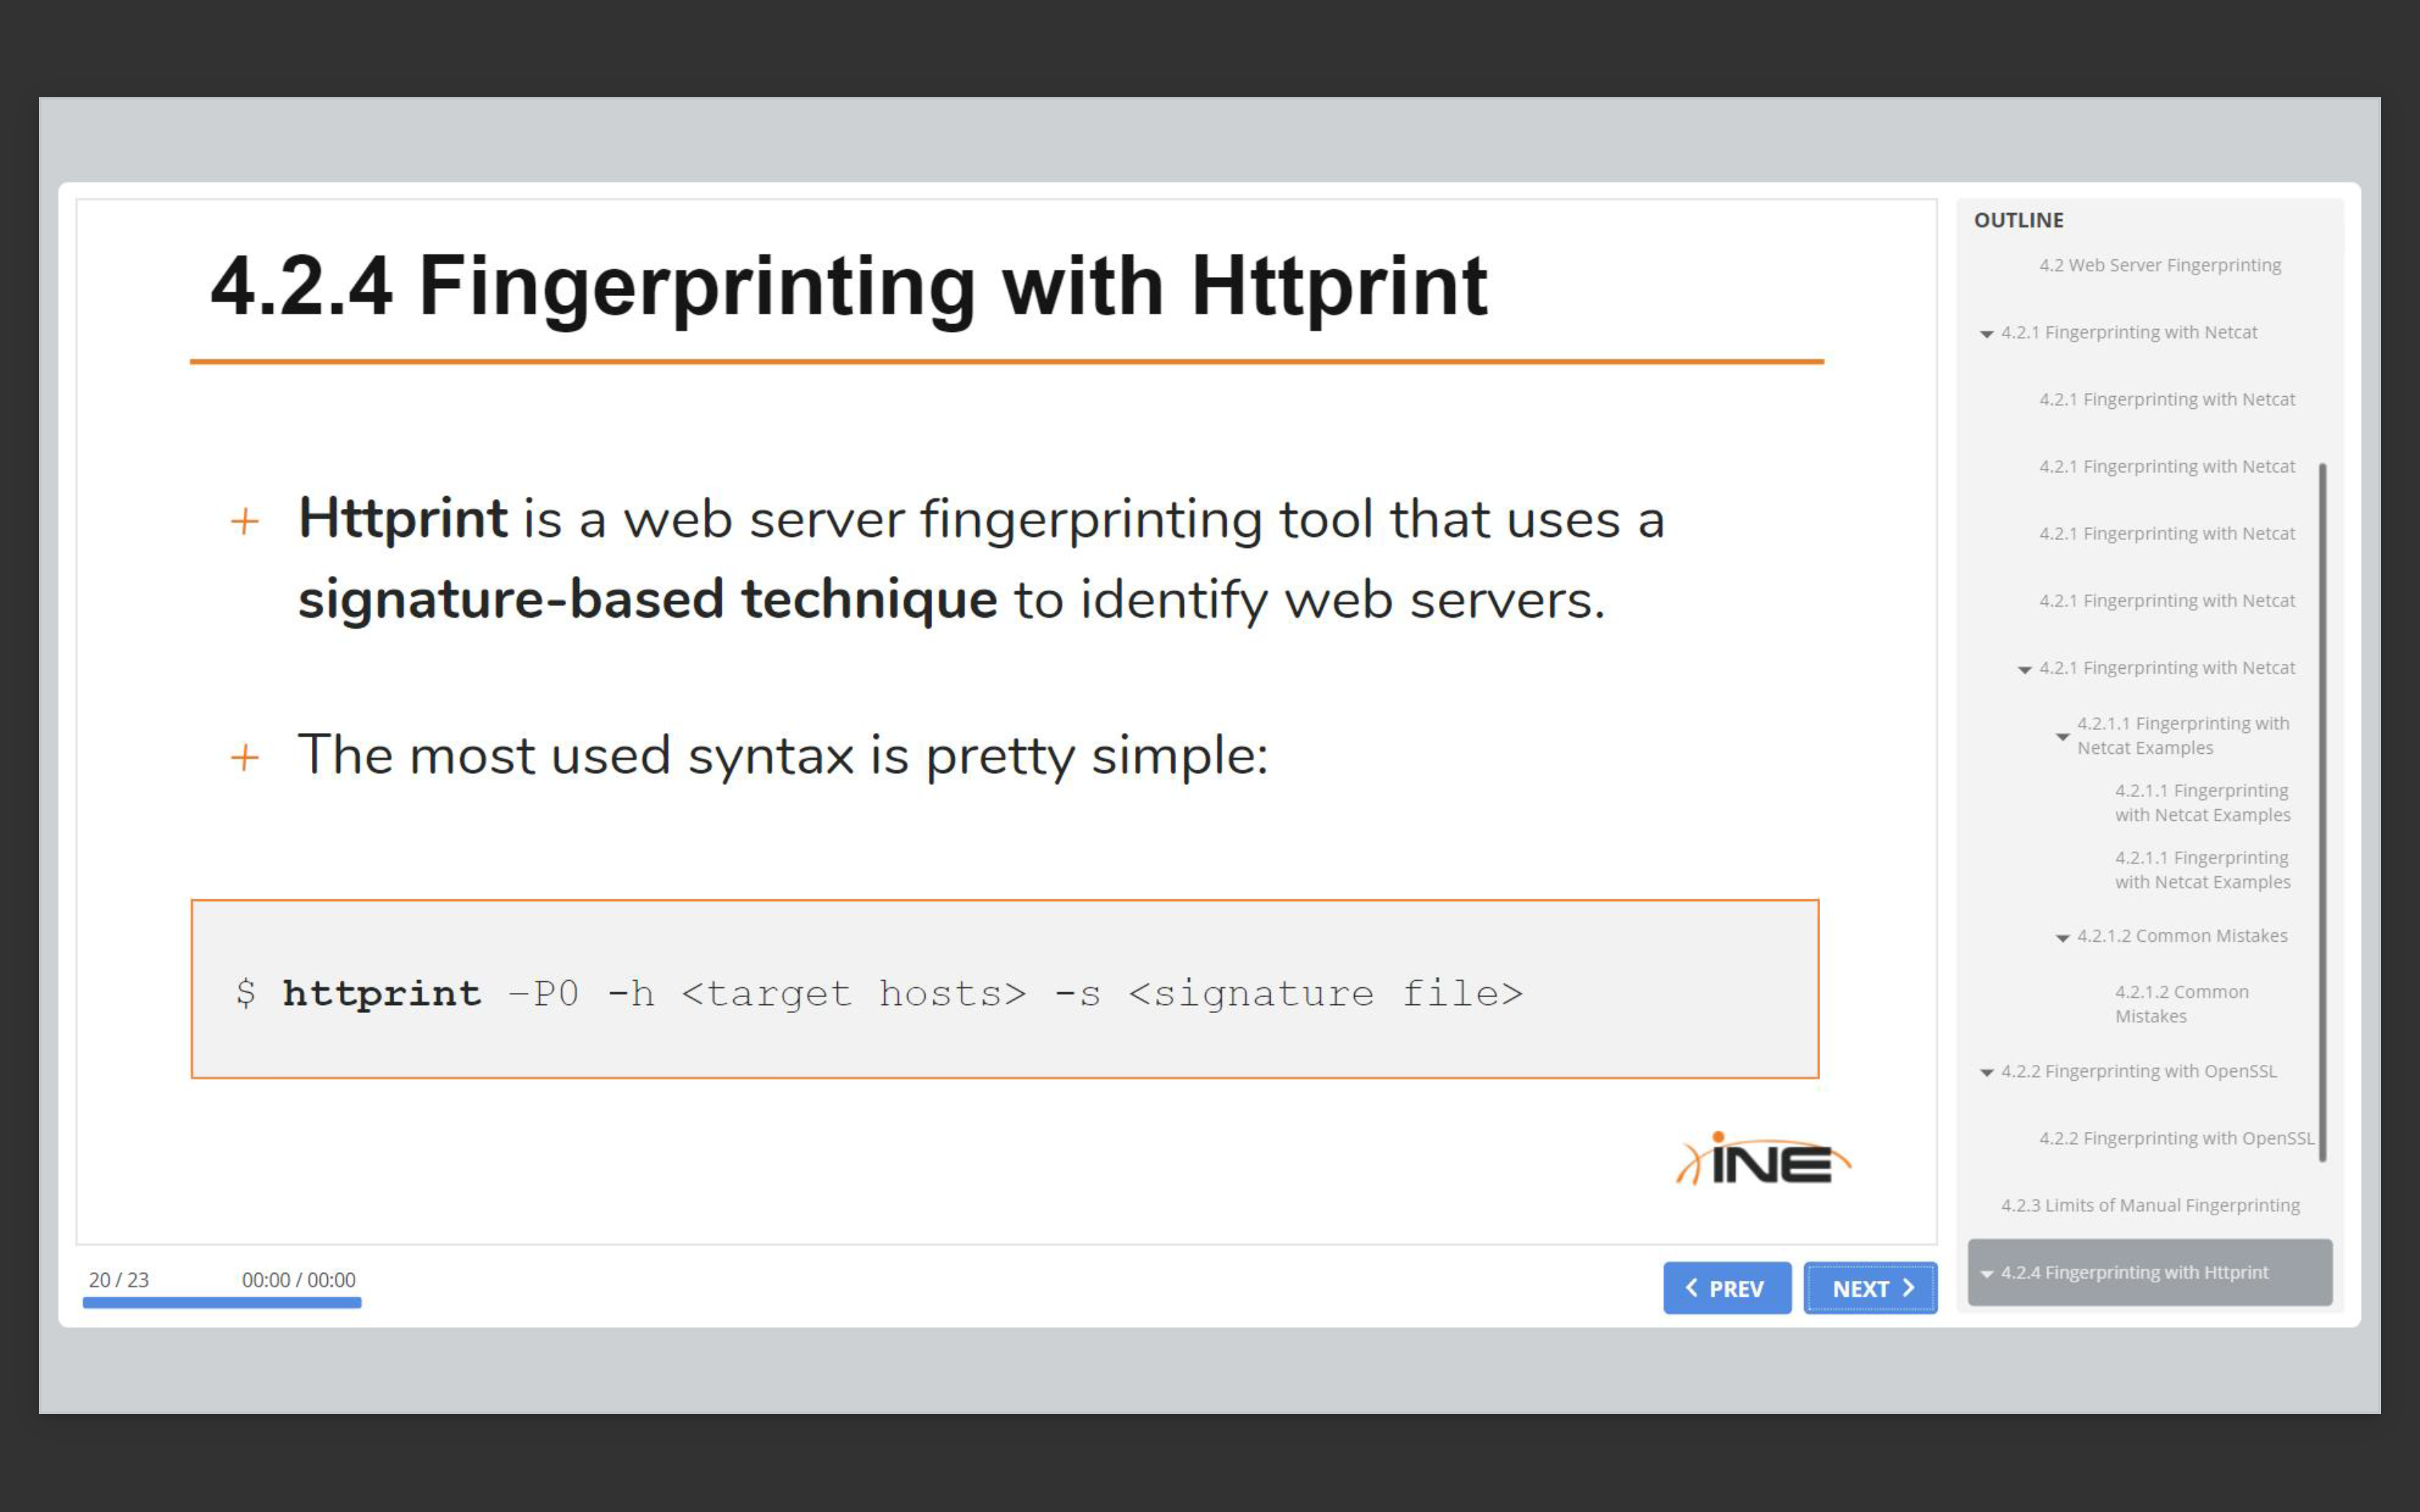 4.2.4 Fingerprinting with Httprint
+ Httprint is a web server fingerprinting tool that uses a
signature-based technique to identify web servers.
+ The most used syntax is pretty simple:
$ httprint –P0 -h <target hosts> -s <signature file>
iNE
20 / 23
00:00 / 00:00
PREV
NEXT
OUTLINE
4.2 Web Server Fingerprinting
4.2.1 Fingerprinting with Netcat
4.2.1 Fingerprinting with Netcat
4.2.1 Fingerprinting with Netcat
4.2.1 Fingerprinting with Netcat
4.2.1 Fingerprinting with Netcat
4.2.1 Fingerprinting with Netcat
4.2.1.1 Fingerprinting with
Netcat Examples
4.2.1.1 Fingerprinting
with Netcat Examples
4.2.1.1 Fingerprinting
with Netcat Examples
4.2.1.2 Common Mistakes
4.2.1.2 Common
Mistakes
4.2.2 Fingerprinting with OpenSSL
4.2.2 Fingerprinting with OpenSSL
4.2.3 Limits of Manual Fingerprinting
4.2.4 Fingerprinting with Httprint